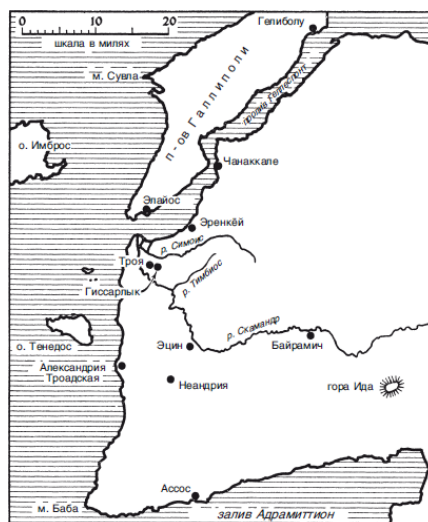 0 20
шкала в милях
Гелиболу
м. Сувла
п-ов Галлиполи
пролив Геллеспонт
о. Имброс
Чанаккале
Элайос
Эренкёй
р. Симоис
Троя
Гиссарлык
р. Тимбиос
р. Скамандр
о. Тенедос
Эцин
Байрамич
Александрия
Троадская
Неандрия
гора Ида
Ассос
м. Баба
залив Адрамиттион